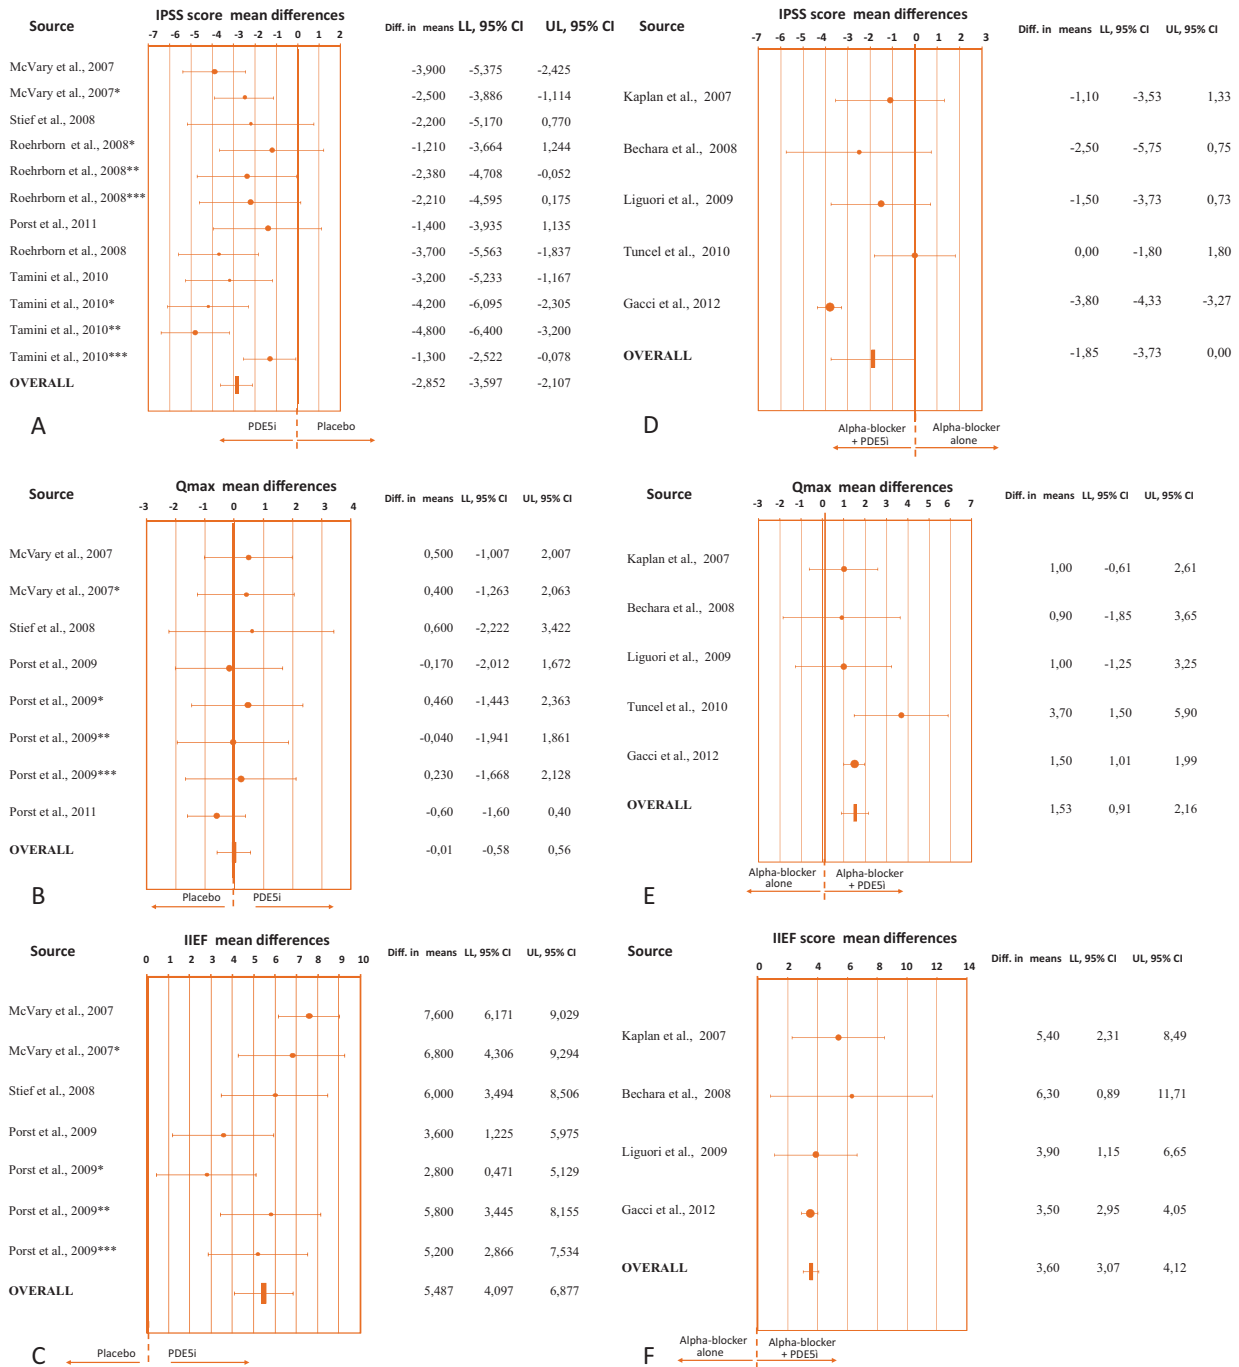 IPSS score mean differences
Source
Diff. in means LL, 95% CI UL, 95% CI
-7 -6 -5 -4 -3 -2 -1 0 1 2
McVary et al., 2007 -3,900 -5,375 -2,425
McVary et al., 2007* -2,500 -3,886 -1,114
Stief et al., 2008 -2,200 -5,170 0,770
Roehrborn et al., 2008* -1,210 -3,664 1,244
Roehrborn et al., 2008** -2,380 -4,708 -0,052
Roehrborn et al., 2008*** -2,210 -4,595 0,175
Porst et al., 2011 -1,400 -3,935 1,135
Roehrborn et al., 2008 -3,700 -5,563 -1,837
Tamini et al., 2010 -3,200 -5,233 -1,167
Tamini et al., 2010* -4,200 -6,095 -2,305
Tamini et al., 2010** -4,800 -6,400 -3,200
Tamini et al., 2010*** -1,300 -2,522 -0,078
OVERALL -2,852 -3,597 -2,107
A
PDE5i Placebo
Qmax mean differences
Source
Diff. in means LL, 95% CI UL, 95% CI
-3 -2 -1 0 1 2 3 4
McVary et al., 2007 0,500 -1,007 2,007
McVary et al., 2007* 0,400 -1,263 2,063
Stief et al., 2008 0,600 -2,222 3,422
Porst et al., 2009 -0,170 -2,012 1,672
Porst et al., 2009* 0,460 -1,443 2,363
Porst et al., 2009** -0,040 -1,941 1,861
Porst et al., 2009*** 0,230 -1,668 2,128
Porst et al., 2011 -0,60 -1,60 0,40
OVERALL -0,01 -0,58 0,56
B
Placebo PDE5i
IIEF mean differences
Source
Diff. in means LL, 95% CI UL, 95% CI
0 1 2 3 4 5 6 7 8 9 10
McVary et al., 2007 7,600 6,171 9,029
McVary et al., 2007* 6,800 4,306 9,294
Stief et al., 2008 6,000 3,494 8,506
Porst et al., 2009 3,600 1,225 5,975
Porst et al., 2009* 2,800 0,471 5,129
Porst et al., 2009** 5,800 3,445 8,155
Porst et al., 2009*** 5,200 2,866 7,534
OVERALL 5,487 4,097 6,877
C
Placebo PDE5i
IPSS score mean differences
Source
Diff. in means LL, 95% CI UL, 95% CI
-7 -6 -5 -4 -3 -2 -1 0 1 2 3
Kaplan et al., 2007 -1,10 -3,53 1,33
Bechara et al., 2008 -2,50 -5,75 0,75
Liguori et al., 2009 -1,50 -3,73 0,73
Tuncel et al., 2010 0,00 -1,80 1,80
Gacci et al., 2012 -3,80 -4,33 -3,27
OVERALL -1,85 -3,73 0,00
D
Alpha-blocker Alpha-blocker
+ PDE5i alone
Qmax mean differences
Source
Diff. in means LL, 95% CI UL, 95% CI
-3 -2 -1 0 1 2 3 4 5 6 7
Kaplan et al., 2007 1,00 -0,61 2,61
Bechara et al., 2008 0,90 -1,85 3,65
Liguori et al., 2009 1,00 -1,25 3,25
Tuncel et al., 2010 3,70 1,50 5,90
Gacci et al., 2012 1,50 1,01 1,99
OVERALL 1,53 0,91 2,16
E
Alpha-blocker Alpha-blocker
alone + PDE5i
IIEF score mean differences
Source
Diff. in means LL, 95% CI UL, 95% CI
0 2 4 6 8 10 12 14
Kaplan et al., 2007 5,40 2,31 8,49
Bechara et al., 2008 6,30 0,89 11,71
Liguori et al., 2009 3,90 1,15 6,65
Gacci et al., 2012 3,50 2,95 4,05
OVERALL 3,60 3,07 4,12
F
Alpha-blocker Alpha-blocker
alone + PDE5i